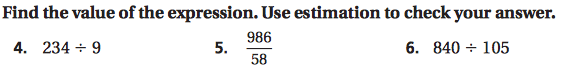 Find the value of the expression. Use estimation to check your answer.
4. 234 ÷ 9 5. 986/58 6. 840 ÷ 105